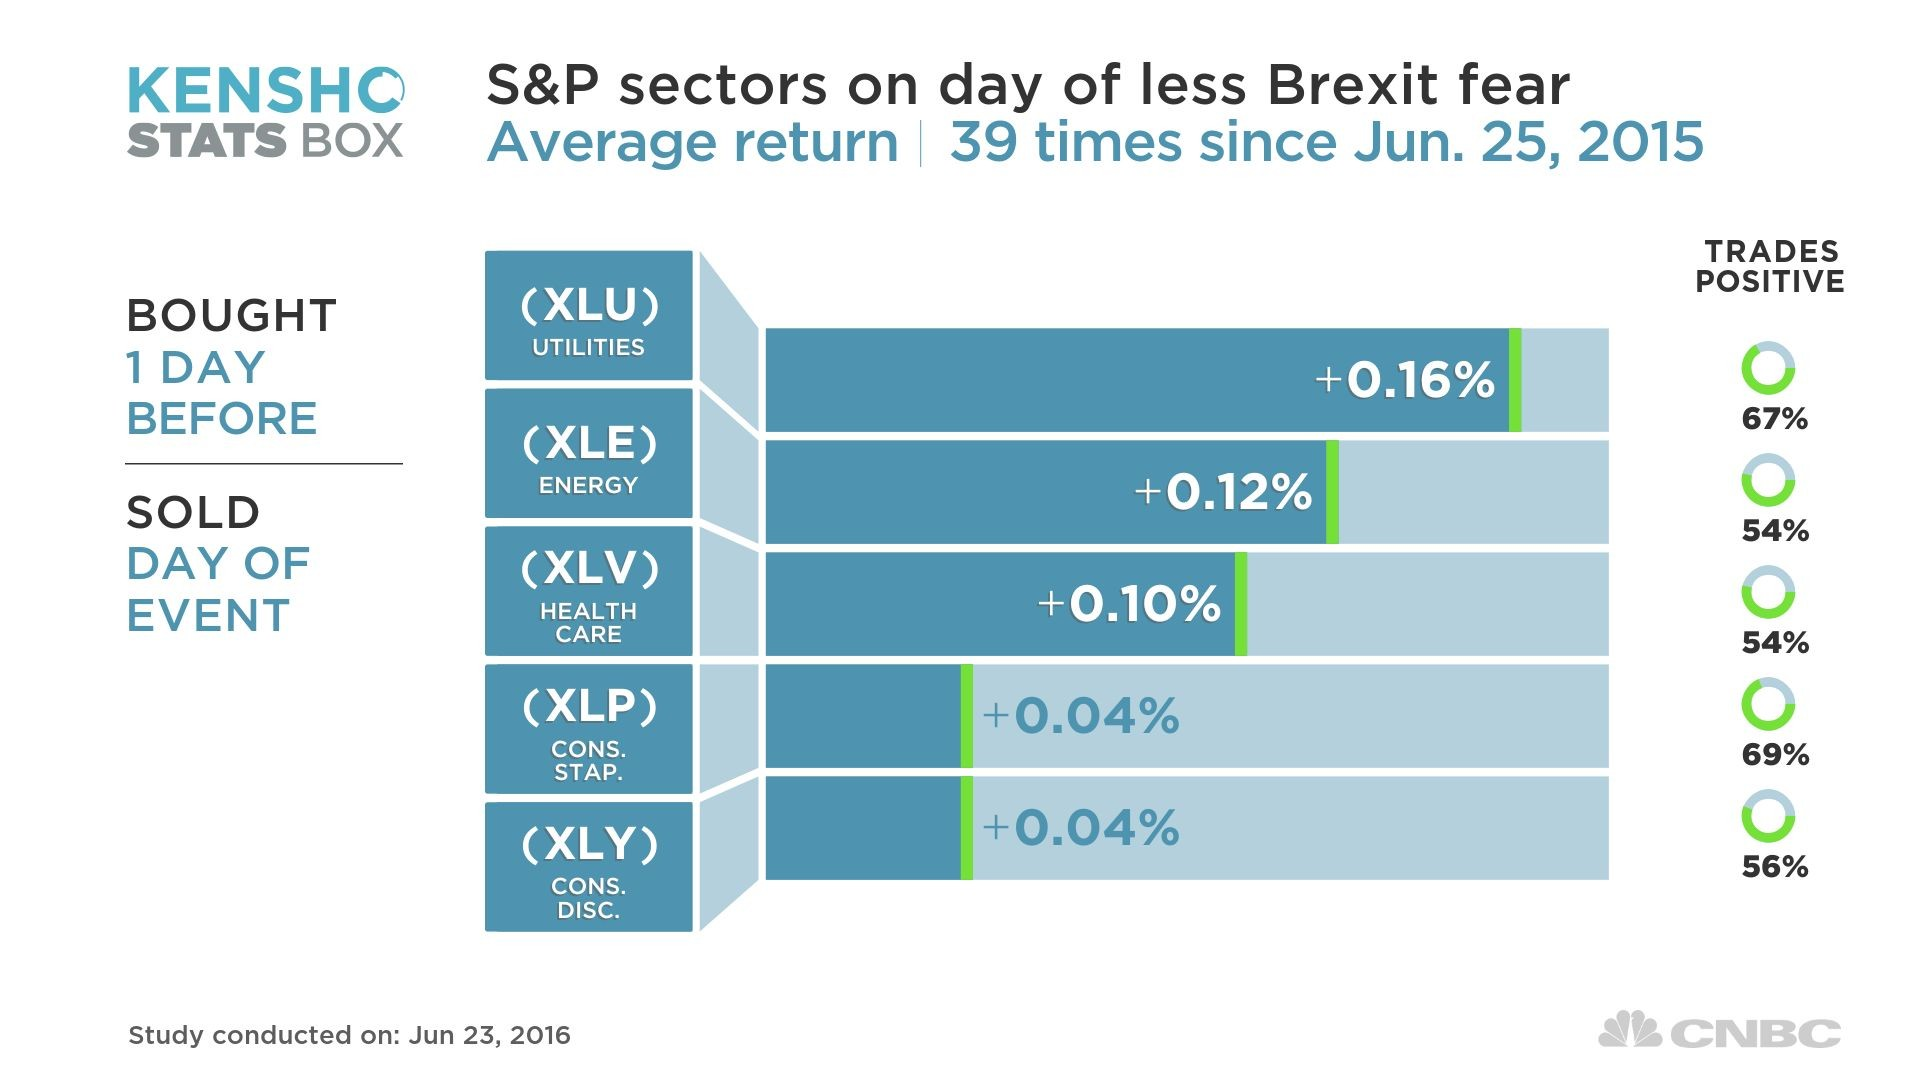 KENSHO
STATS BOX
S&P sectors on day of less Brexit fear
Average return | 39 times since Jun. 25, 2015
BOUGHT
1 DAY
BEFORE
SOLD
DAY OF
EVENT
TRADES
POSITIVE
(XLU)
UTILITIES
+0.16%
67%
(XLE)
ENERGY
+0.12%
54%
(XLV)
HEALTH
CARE
+0.10%
54%
(XLP)
CONS.
STAP.
+0.04%
69%
(XLY)
CONS.
DISC.
+0.04%
56%
Study conducted on: Jun 23, 2016
CNBC